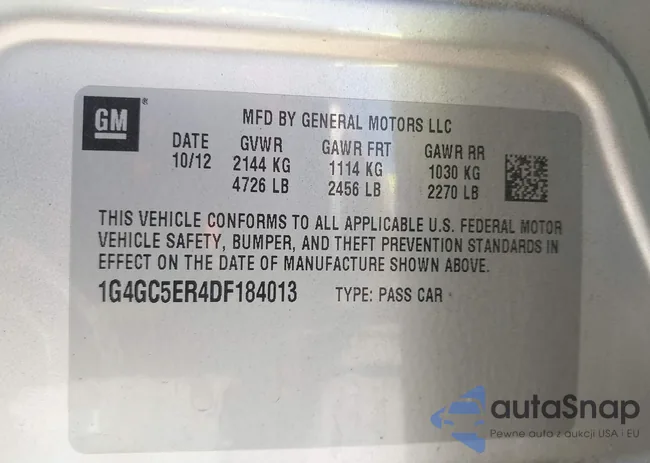 GM
MFD BY GENERAL MOTORS LLC
DATE GVWR GAWR FRT GAWR RR
10/12 2144 KG 1114 KG 1030 KG
4726 LB 2456 LB 2270 LB
THIS VEHICLE CONFORMS TO ALL APPLICABLE U.S. FEDERAL MOTOR
VEHICLE SAFETY, BUMPER, AND THEFT PREVENTION STANDARDS IN
EFFECT ON THE DATE OF MANUFACTURE SHOWN ABOVE.
1G4GC5ER4DF184013 TYPE: PASS CAR
autaSnap
Pewne auto z aukcji USA i EU